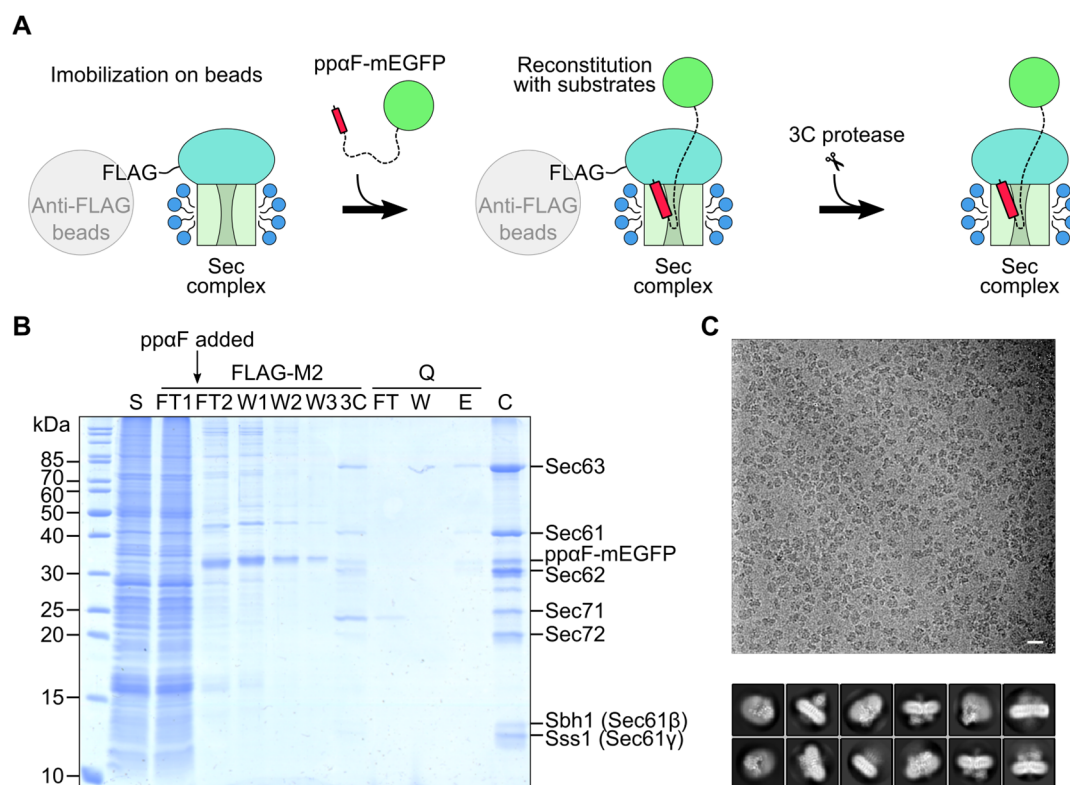 A
Imobilization on beads
ppαF-mEGFP
Reconstitution
with substrates
3C protease
FLAG
Anti-FLAG
beads
Sec
complex
FLAG
Anti-FLAG
beads
Sec
complex
Sec
complex
B
ppαF added
FLAG-M2 Q
S FT1 FT2 W1 W2 W3 3C FT W E C
kDa
85
70
60
50
40
30
25
20
15
10
Sec63
Sec61
ppαF-mEGFP
Sec62
Sec71
Sec72
Sbh1 (Sec61β)
Sss1 (Sec61γ)
C